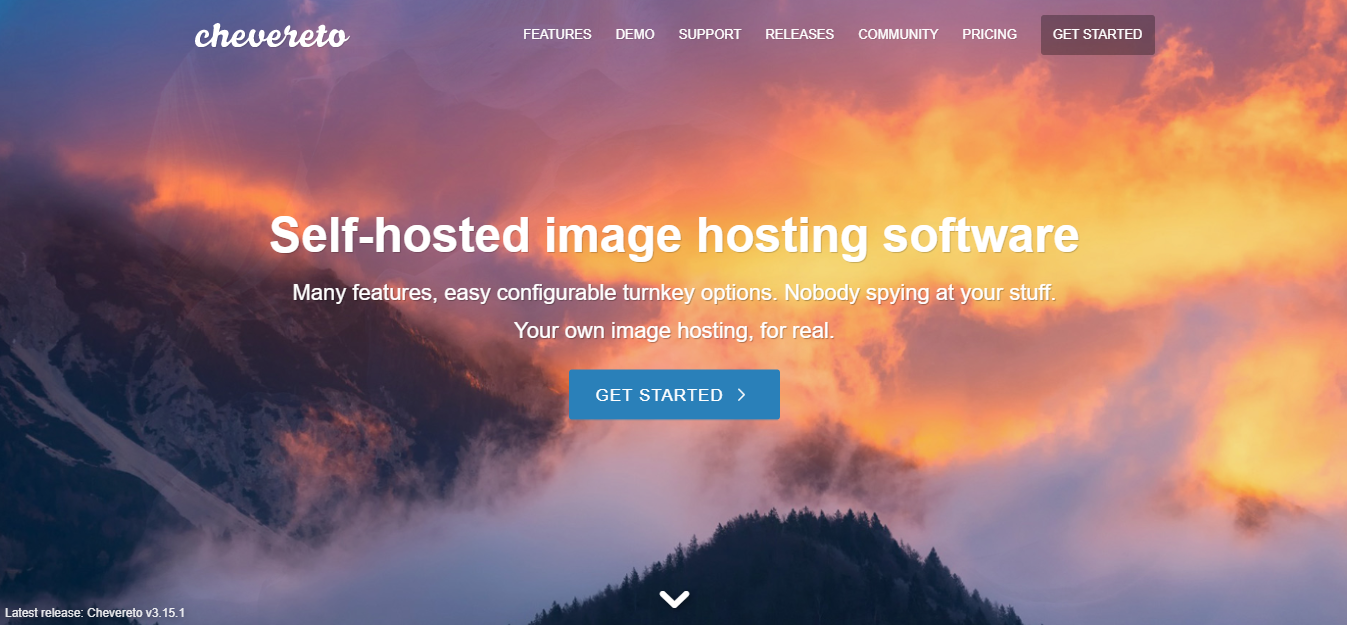 chevereto
FEATURES DEMO SUPPORT RELEASES COMMUNITY PRICING GET STARTED
Self-hosted image hosting software
Many features, easy configurable turnkey options. Nobody spying at your stuff.
Your own image hosting, for real.
GET STARTED
Latest release: Chevereto v3.15.1